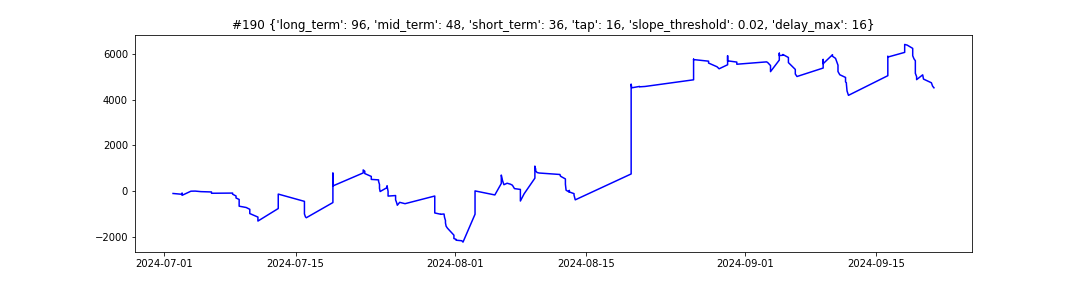 #190 {'long_term': 96, 'mid_term': 48, 'short_term': 36, 'tap': 16, 'slope_threshold': 0.02, 'delay_max': 16}
6000
4000
2000
0
−2000
2024-07-01 2024-07-15 2024-08-01 2024-08-15 2024-09-01 2024-09-15